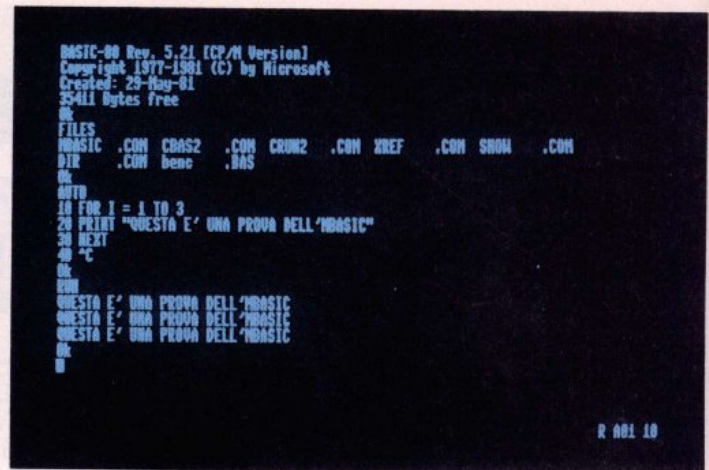 BASIC-80 Rev. 5.21 [CP/M Version]
Copyright 1977-1981 (C) by Microsoft
Created: 29-May-81
35411 Bytes free
Ok
FILES
MBASIC .COM CBAS2 .COM CRUN2 .COM XREF .COM SHOW .COM
DIR .COM benc .BAS
Ok
AUTO
10 FOR I = 1 TO 3
20 PRINT "QUESTA E' UNA PROVA DELL'MBASIC"
30 NEXT
40 ^C
Ok
RUN
QUESTA E' UNA PROVA DELL'MBASIC
QUESTA E' UNA PROVA DELL'MBASIC
QUESTA E' UNA PROVA DELL'MBASIC
Ok
R A01 10